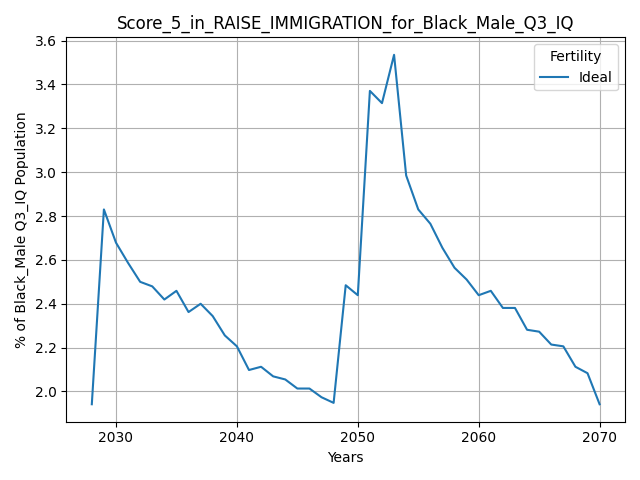 Score_5_in_RAISE_IMMIGRATION_for_Black_Male_Q3_IQ
Fertility
Ideal
% of Black_Male Q3_IQ Population
3.6
3.4
3.2
3.0
2.8
2.6
2.4
2.2
2.0
2030
2040
2050
2060
2070
Years